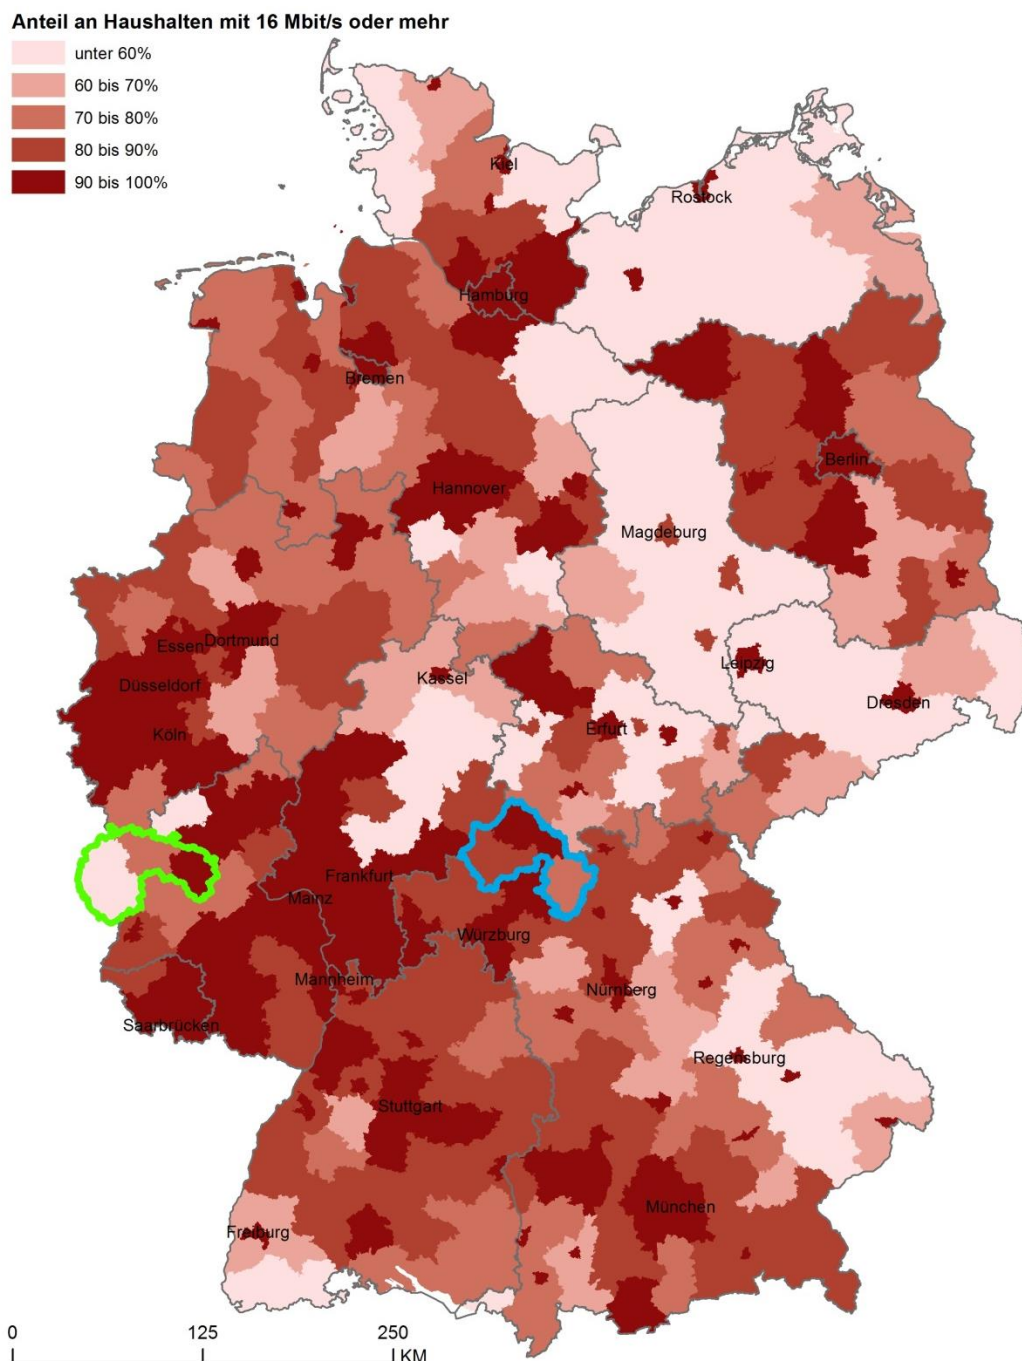 Anteil an Haushalten mit 16 Mbit/s oder mehr
unter 60%
60 bis 70%
70 bis 80%
80 bis 90%
90 bis 100%
Kiel
Rostock
Hamburg
Bremen
Berlin
Hannover
Magdeburg
Essen
Dortmund
Leipzig
Düsseldorf
Kassel
Dresden
Köln
Erfurt
Frankfurt
Mainz
Würzburg
Mannheim
Nürnberg
Saarbrücken
Regensburg
Stuttgart
München
Freiburg
0 125 250
KM